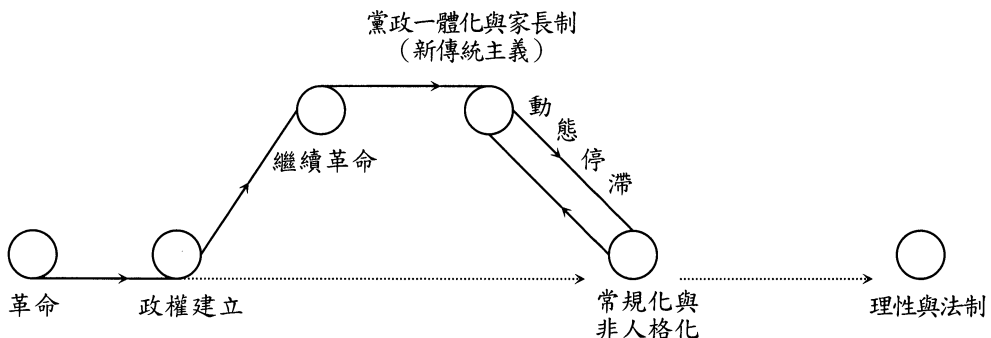 黨政一體化與家長制
（新傳統主義）
動態停滯
繼續革命
革命
政權建立
常規化與
非人格化
理性與法制